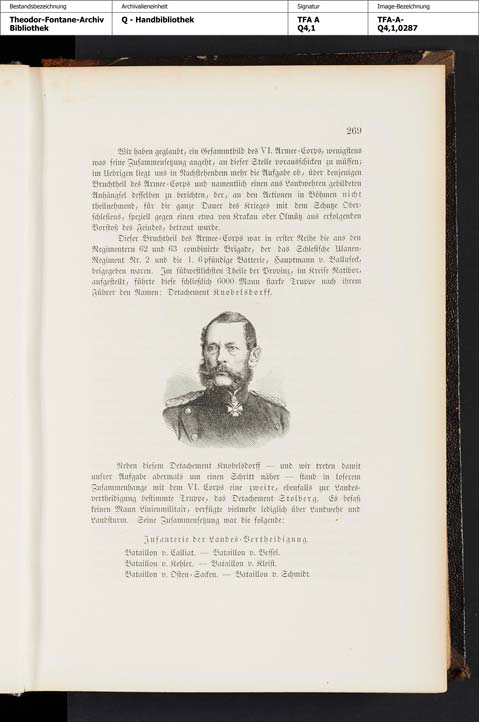 Bestandsbezeichnung
Archivalieneinheit
Signatur
Image-Bezeichnung
Theodor-Fontane-Archiv
Bibliothek
Q - Handbibliothek
TFA A
Q4,1
TFA-A-
Q4,1,0287
269
Wir haben geglaubt, ein Gesammtbild des VI. Armee-Corps, wenigstens
was seine Zusammensetzung angeht, an dieser Stelle vorausschicken zu müssen;
im Uebrigen liegt uns in Nachstehendem mehr die Aufgabe ob, über denjenigen
Bruchtheil des Armee-Corps und namentlich einen aus Landwehren gebildeten
Anhängsel desselben zu berichten, der, an den Actionen in Böhmen nicht
theilnehmend, für die ganze Dauer des Krieges mit dem Schutze Ober-
schlesiens, speziell gegen einen etwa von Krakau oder Olmütz aus erfolgenden
Vorstoß des Feindes, betraut wurde.
Dieser Bruchtheil des Armee-Corps war in erster Reihe die aus den
Regimentern 62 und 63 combinirte Brigade, der das Schlesische Ulanen-
Regiment Nr. 2 und die 1. 6pfündige Batterie, Hauptmann v.
beigegeben waren. Im südwestlichsten Theile der Provinz, im Kreise Ratibor,
aufgestellt, führte diese schließlich 6000 Mann starke Truppe nach ihrem
Führer den Namen: Detachement Knobelsdorff.
Neben diesem Detachement Knobelsdorff — und wir treten damit
unsrer Aufgabe abermals um einen Schritt näher — stand in loserem
Zusammenhange mit dem VI. Corps eine zweite, ebenfalls zur Landes-
vertheidigung bestimmte Truppe, das Detachement Stolberg. Es besaß
keinen Mann Linienmilitair, verfügte vielmehr lediglich über Landwehr und
Landsturm. Seine Zusammensetzung war die folgende:
Infanterie der Landes-Vertheidigung.
Bataillon v. Calliat. — Bataillon v. Bessel.
Bataillon v. Kehler. — Bataillon v. Kleist.
Bataillon v. Osten-Sacken. — Bataillon v. Schmidt.